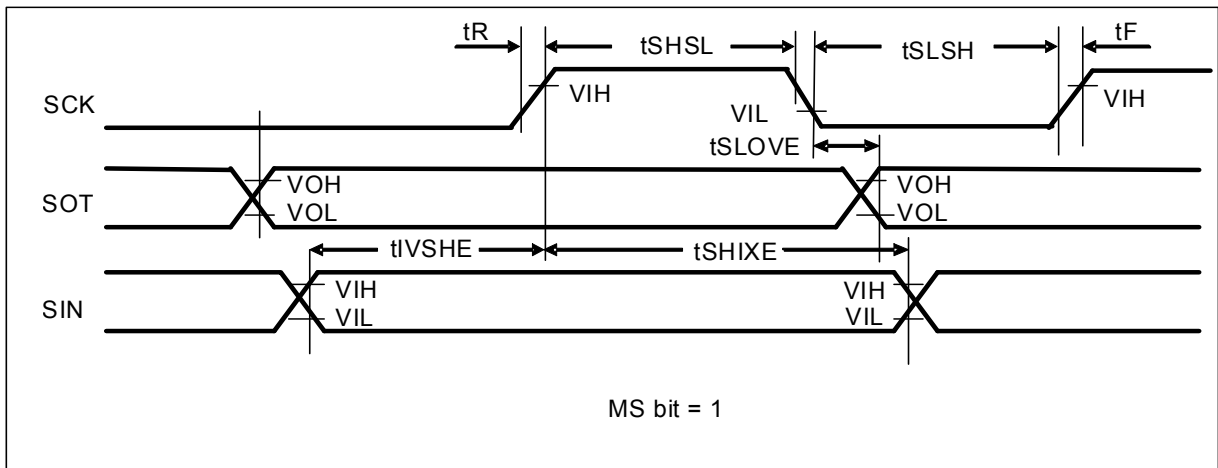 tR tSHSL tSLSH tF
SCK VIH VIL VIH
tSLOVE
SOT VOH VOH
VOL VOL
tIVSHE tSHIXE
SIN VIH VIH
VIL VIL
MS bit = 1